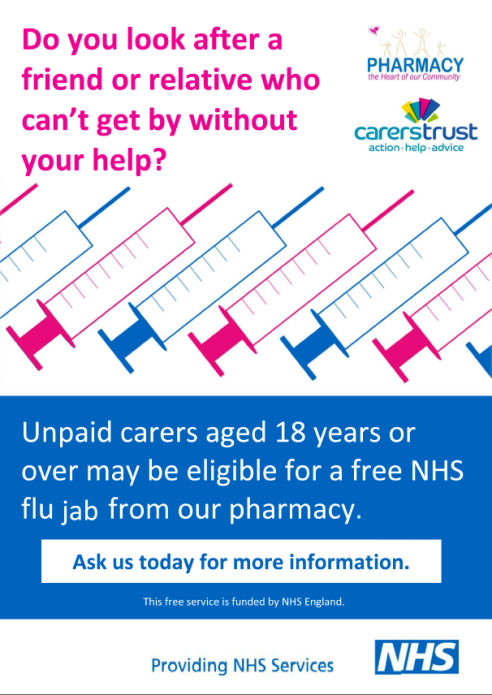 Do you look after a
friend or relative who
can't get by without
your help?
PHARMACY
the Heart of our Community
carerstrust
action·help·advice
Unpaid carers aged 18 years or
over may be eligible for a free NHS
flu jab from our pharmacy.
Ask us today for more information.
This free service is funded by NHS England.
Providing NHS Services
NHS